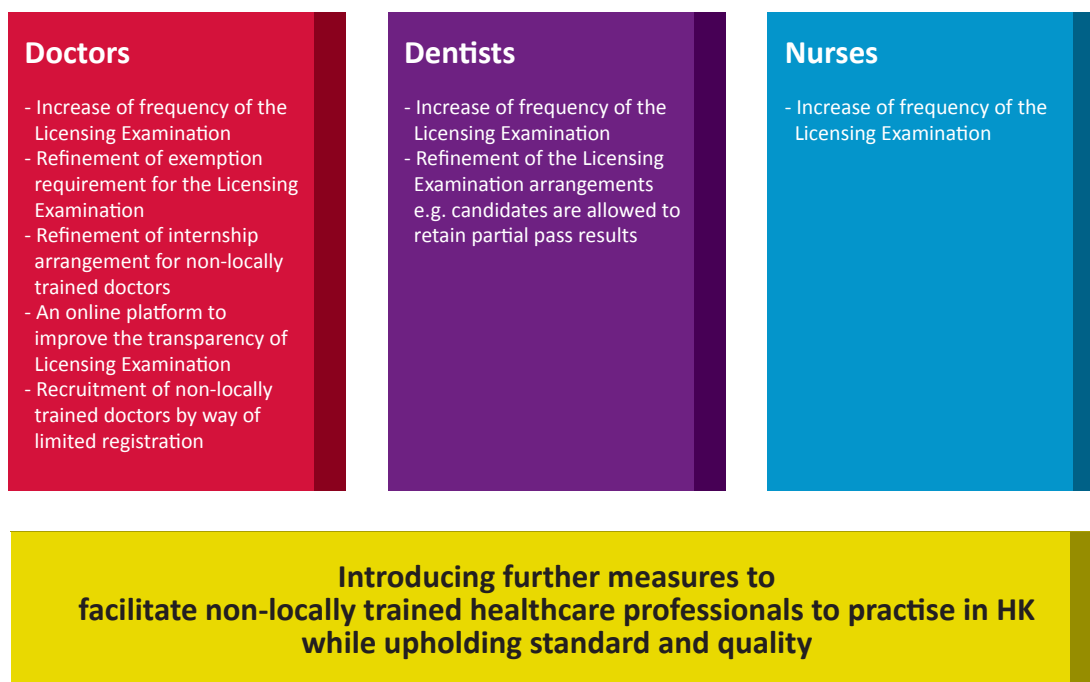 Doctors
- Increase of frequency of the
Licensing Examination
- Refinement of exemption
requirement for the Licensing
Examination
- Refinement of internship
arrangement for non-locally
trained doctors
- An online platform to
improve the transparency of
Licensing Examination
- Recruitment of non-locally
trained doctors by way of
limited registration
Dentists
- Increase of frequency of the
Licensing Examination
- Refinement of the Licensing
Examination arrangements
e.g. candidates are allowed to
retain partial pass results
Nurses
- Increase of frequency of the
Licensing Examination
Introducing further measures to
facilitate non-locally trained healthcare professionals to practise in HK
while upholding standard and quality